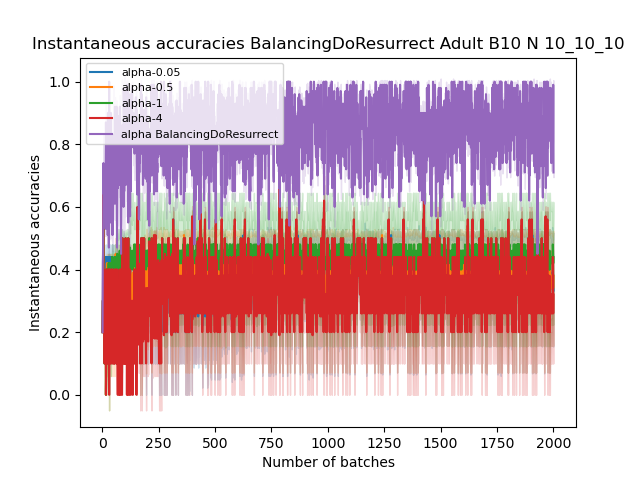 Instantaneous accuracies BalancingDoResurrect Adult B10 N 10_10_10
alpha-0.05
alpha-0.5
alpha-1
alpha-4
alpha BalancingDoResurrect
1.0
0.8
0.6
0.4
0.2
0.0
Instantaneous accuracies
0 250 500 750 1000 1250 1500 1750 2000
Number of batches